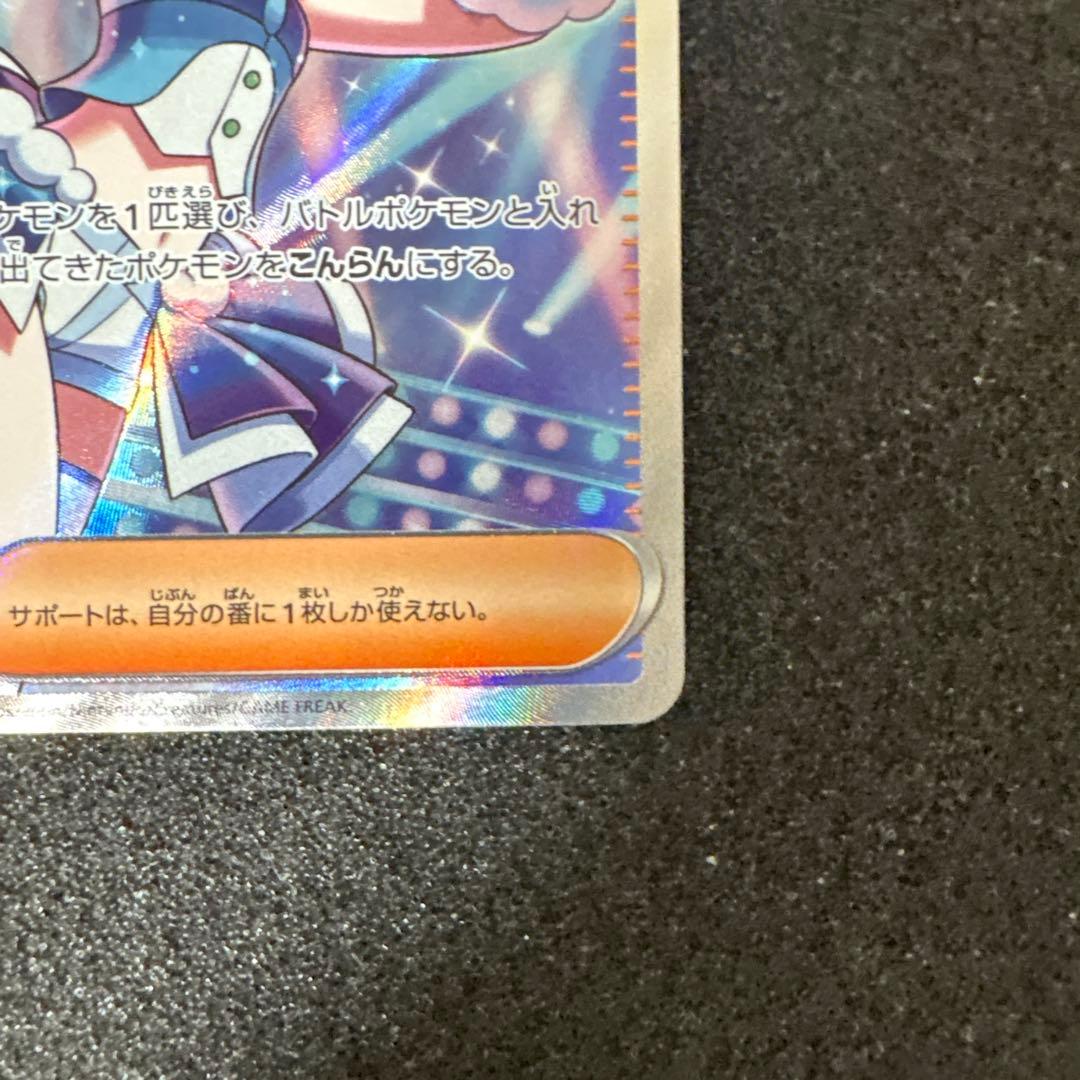 ケモンを1匹選び、バトルポケモンと入れ
出てきたポケモンをこんらんにする。
サポートは、自分の番に1枚しか使えない。
Creatures/GAME FREAK.